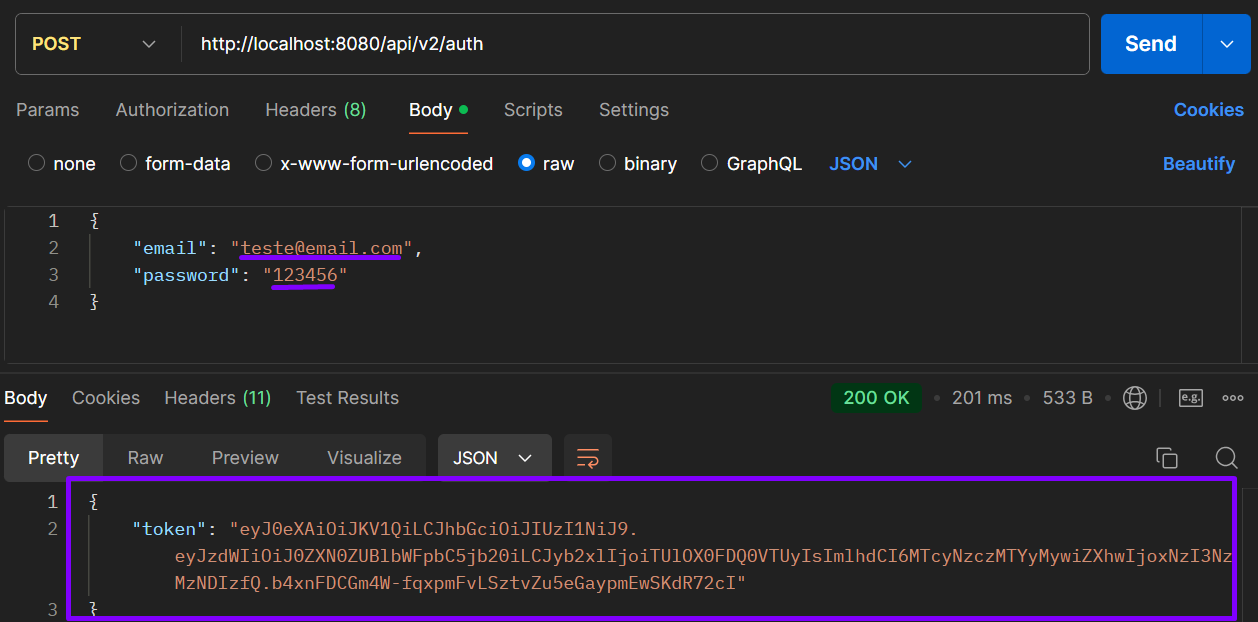 POST http://localhost:8080/api/v2/auth Send
Params Authorization Headers (8) Body Scripts Settings Cookies
none form-data x-www-form-urlencoded raw binary GraphQL JSON Beautify
1 {
2 "email": "teste@email.com",
3 "password": "123456"
4 }
Body Cookies Headers (11) Test Results 200 OK 201 ms 533 B e.g.
Pretty Raw Preview Visualize JSON
1 {
2 "token": "eyJ0eXAiOiJKV1QiLCJhbGciOiJIUzI1NiJ9.
eyJzdWIiOiJ0ZXN0ZUBlbWFpbC5jb20iLCJyb2xlIjoiTUlOX0FDQ0VTUyIsImlhdCI6MTcyNzczMTYyMywiZXhwIjoxNzI3Nz
MzNDIzfQ.b4xnFDCGm4W-fqxpmFvLSztvZu5eGaypmEwSKdR72cI"
3 }